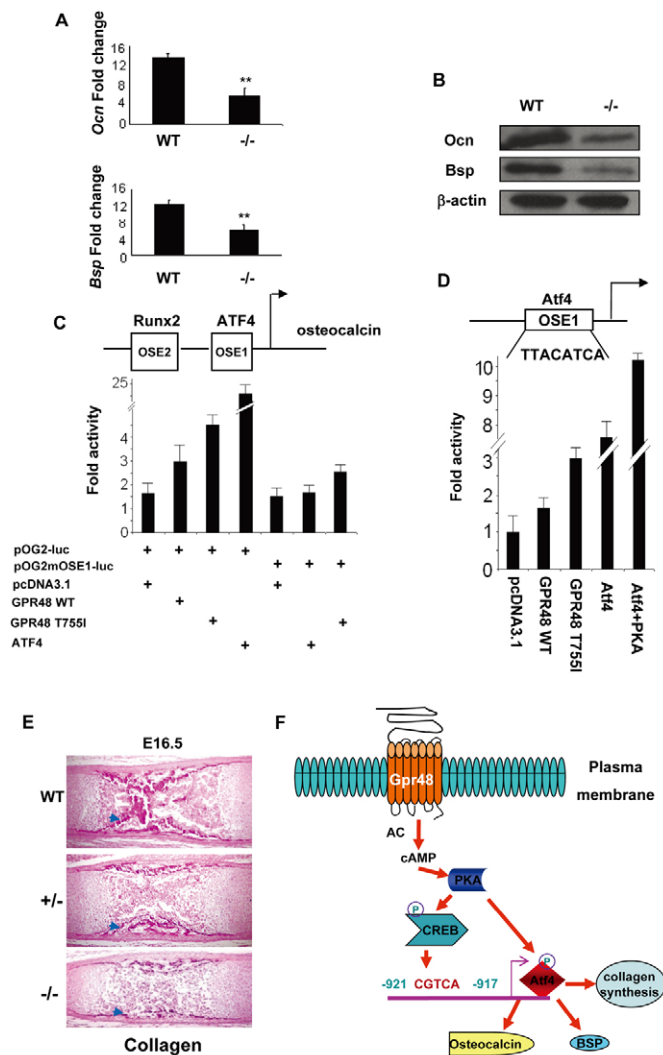 A
16
12
8
4
0
Ocn Fold change
**
WT -/-
16
12
8
4
0
Bsp Fold change
**
WT -/-
B
WT -/-
Ocn
Bsp
β-actin
C
Runx2 ATF4
OSE2 OSE1
osteocalcin
25
4
3
2
1
0
Fold activity
pOG2-luc + + + +
pOG2mOSE1-luc + + +
pcDNA3.1 + +
GPR48 WT +
GPR48 T755I + +
ATF4 + +
D
Atf4
OSE1
TTACATCA
10
9
8
3
2
1
0
Fold activity
pcDNA3.1
GPR48 WT
GPR48 T755I
Atf4
Atf4+PKA
E
E16.5
WT
+/-
-/-
Collagen
F
Gpr48
Plasma
membrane
AC
cAMP
PKA
P
CREB
P
-921 CGTCA -917
Atf4
collagen
synthesis
Osteocalcin
BSP